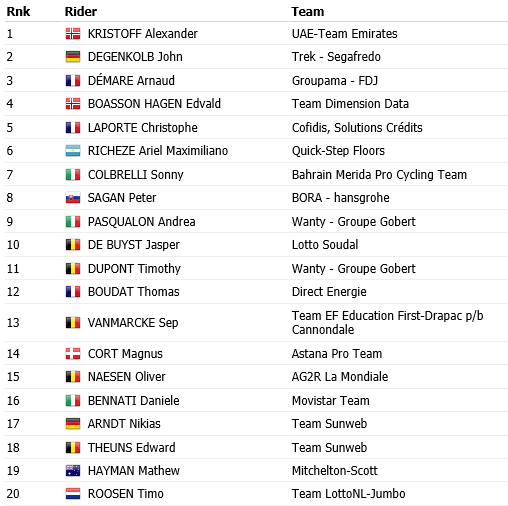 Rnk Rider Team
1 KRISTOFF Alexander UAE-Team Emirates
2 DEGENKOLB John Trek - Segafredo
3 DÉMARE Arnaud Groupama - FDJ
4 BOASSON HAGEN Edvald Team Dimension Data
5 LAPORTE Christophe Cofidis, Solutions Crédits
6 RICHEZE Ariel Maximiliano Quick-Step Floors
7 COLBRELLI Sonny Bahrain Merida Pro Cycling Team
8 SAGAN Peter BORA - hansgrohe
9 PASQUALON Andrea Wanty - Groupe Gobert
10 DE BUYST Jasper Lotto Soudal
11 DUPONT Timothy Wanty - Groupe Gobert
12 BOUDAT Thomas Direct Energie
13 VANMARCKE Sep Team EF Education First-Drapac p/b
Cannondale
14 CORT Magnus Astana Pro Team
15 NAESEN Oliver AG2R La Mondiale
16 BENNATI Daniele Movistar Team
17 ARNDT Nikias Team Sunweb
18 THEUNS Edward Team Sunweb
19 HAYMAN Mathew Mitchelton-Scott
20 ROOSEN Timo Team LottoNL-Jumbo